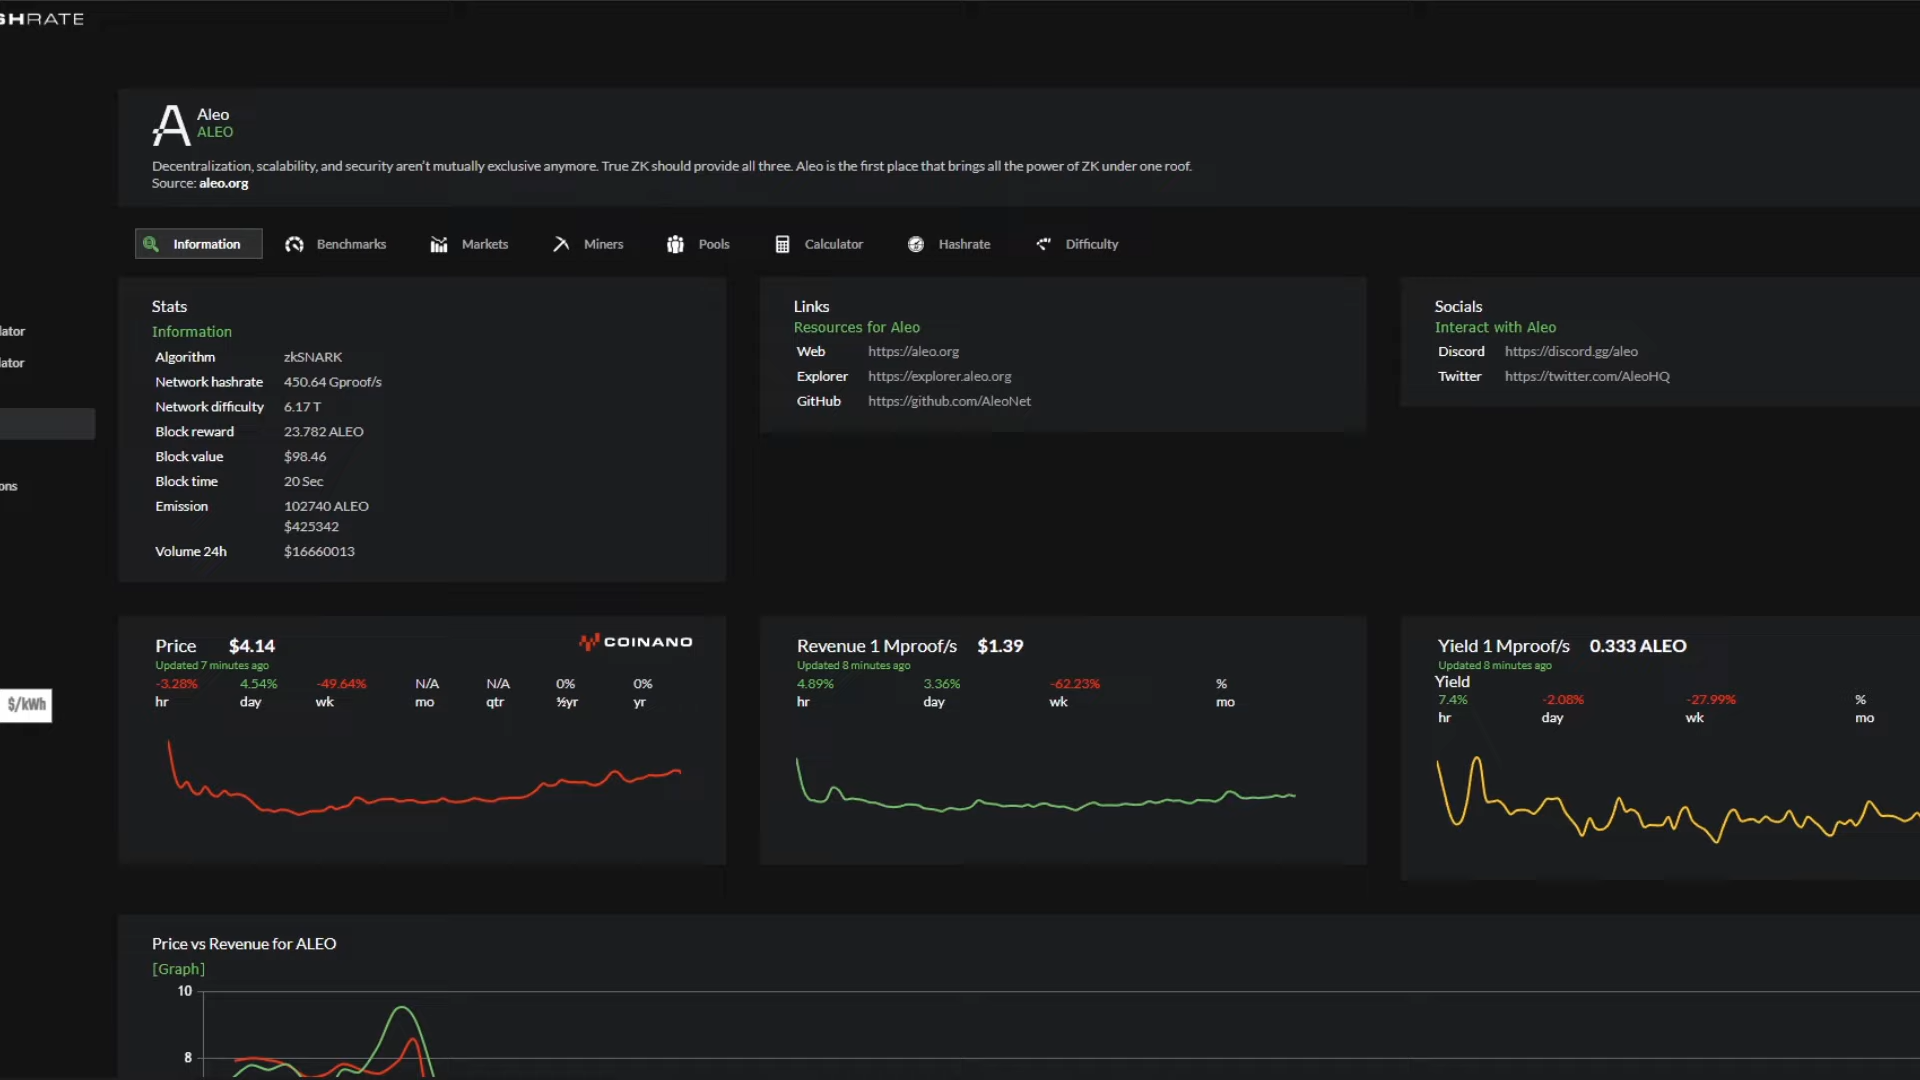 SHRATE
Aleo
ALEO
Decentralization, scalability, and security aren't mutually exclusive anymore. True ZK should provide all three. Aleo is the first place that brings all the power of ZK under one roof.
Source: aleo.org
Information Benchmarks Markets Miners Pools Calculator Hashrate Difficulty
Stats
Information
Algorithm zkSNARK
Network hashrate 450.64 Gproof/s
Network difficulty 6.17 T
Block reward 23.782 ALEO
Block value $98.46
Block time 20 Sec
Emission 102740 ALEO
$425342
Volume 24h $16660013
Links
Resources for Aleo
Web https://aleo.org
Explorer https://explorer.aleo.org
GitHub https://github.com/AleoNet
Socials
Interact with Aleo
Discord https://discord.gg/aleo
Twitter https://twitter.com/AleoHQ
lator
lator
ons
$/kWh
Price $4.14
COINANO
Updated 7 minutes ago
-3.28% 4.54% -49.64% N/A N/A 0% 0%
hr day wk mo qtr ½yr yr
Revenue 1 Mproof/s $1.39
Updated 8 minutes ago
4.89% 3.36% -62.23% %
hr day wk mo
Yield 1 Mproof/s 0.333 ALEO
Updated 8 minutes ago
Yield
7.4% -2.08% -27.99% %
hr day wk mo
Price vs Revenue for ALEO
[Graph]
10
8